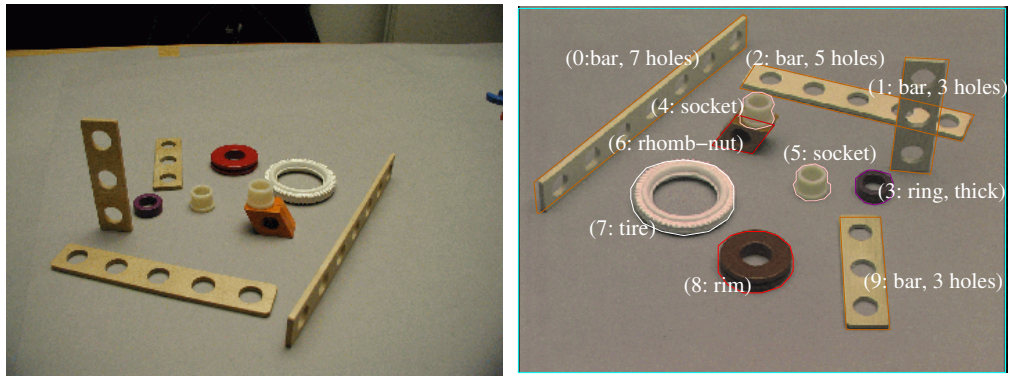 (0:bar, 7 holes)
(2: bar, 5 holes)
(1: bar, 3 holes)
(4: socket)
(6: rhomb−nut)
(5: socket)
(3: ring, thick)
(7: tire)
(8: rim)
(9: bar, 3 holes)